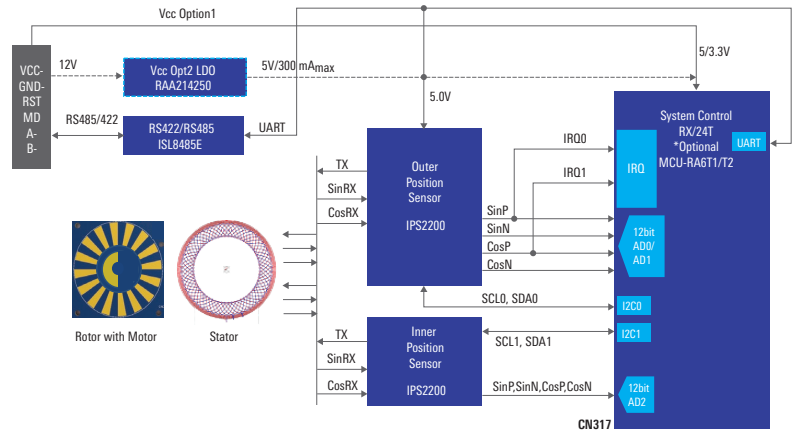 Vcc Option1
VCC-
GND-
RST
MD
A-
B-
12V
Vcc Opt2 LDO
RAA214250
5V/300 mAmax
5/3.3V
RS485/422
RS422/RS485
ISL8485E
UART
5.0V
System Control
RX/24T
*Optional
MCU-RA6T1/T2
UART
IRQ
IRQ0
IRQ1
TX
SinRX
CosRX
Outer
Position
Sensor
IPS2200
SinP
SinN
CosP
CosN
12bit
AD0/
AD1
SCL0, SDA0
I2C0
Rotor with Motor
Stator
TX
SinRX
CosRX
Inner
Position
Sensor
IPS2200
SCL1, SDA1
I2C1
SinP,SinN,CosP,CosN
12bit
AD2
CN317